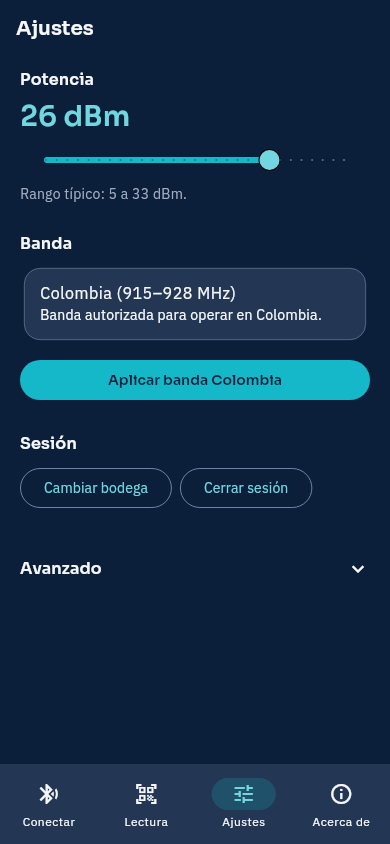 Ajustes
Potencia
26 dBm
Rango típico: 5 a 33 dBm.
Banda
Colombia (915–928 MHz)
Banda autorizada para operar en Colombia.
Aplicar banda Colombia
Sesión
Cambiar bodega
Cerrar sesión
Avanzado
Conectar
Lectura
Ajustes
Acerca de